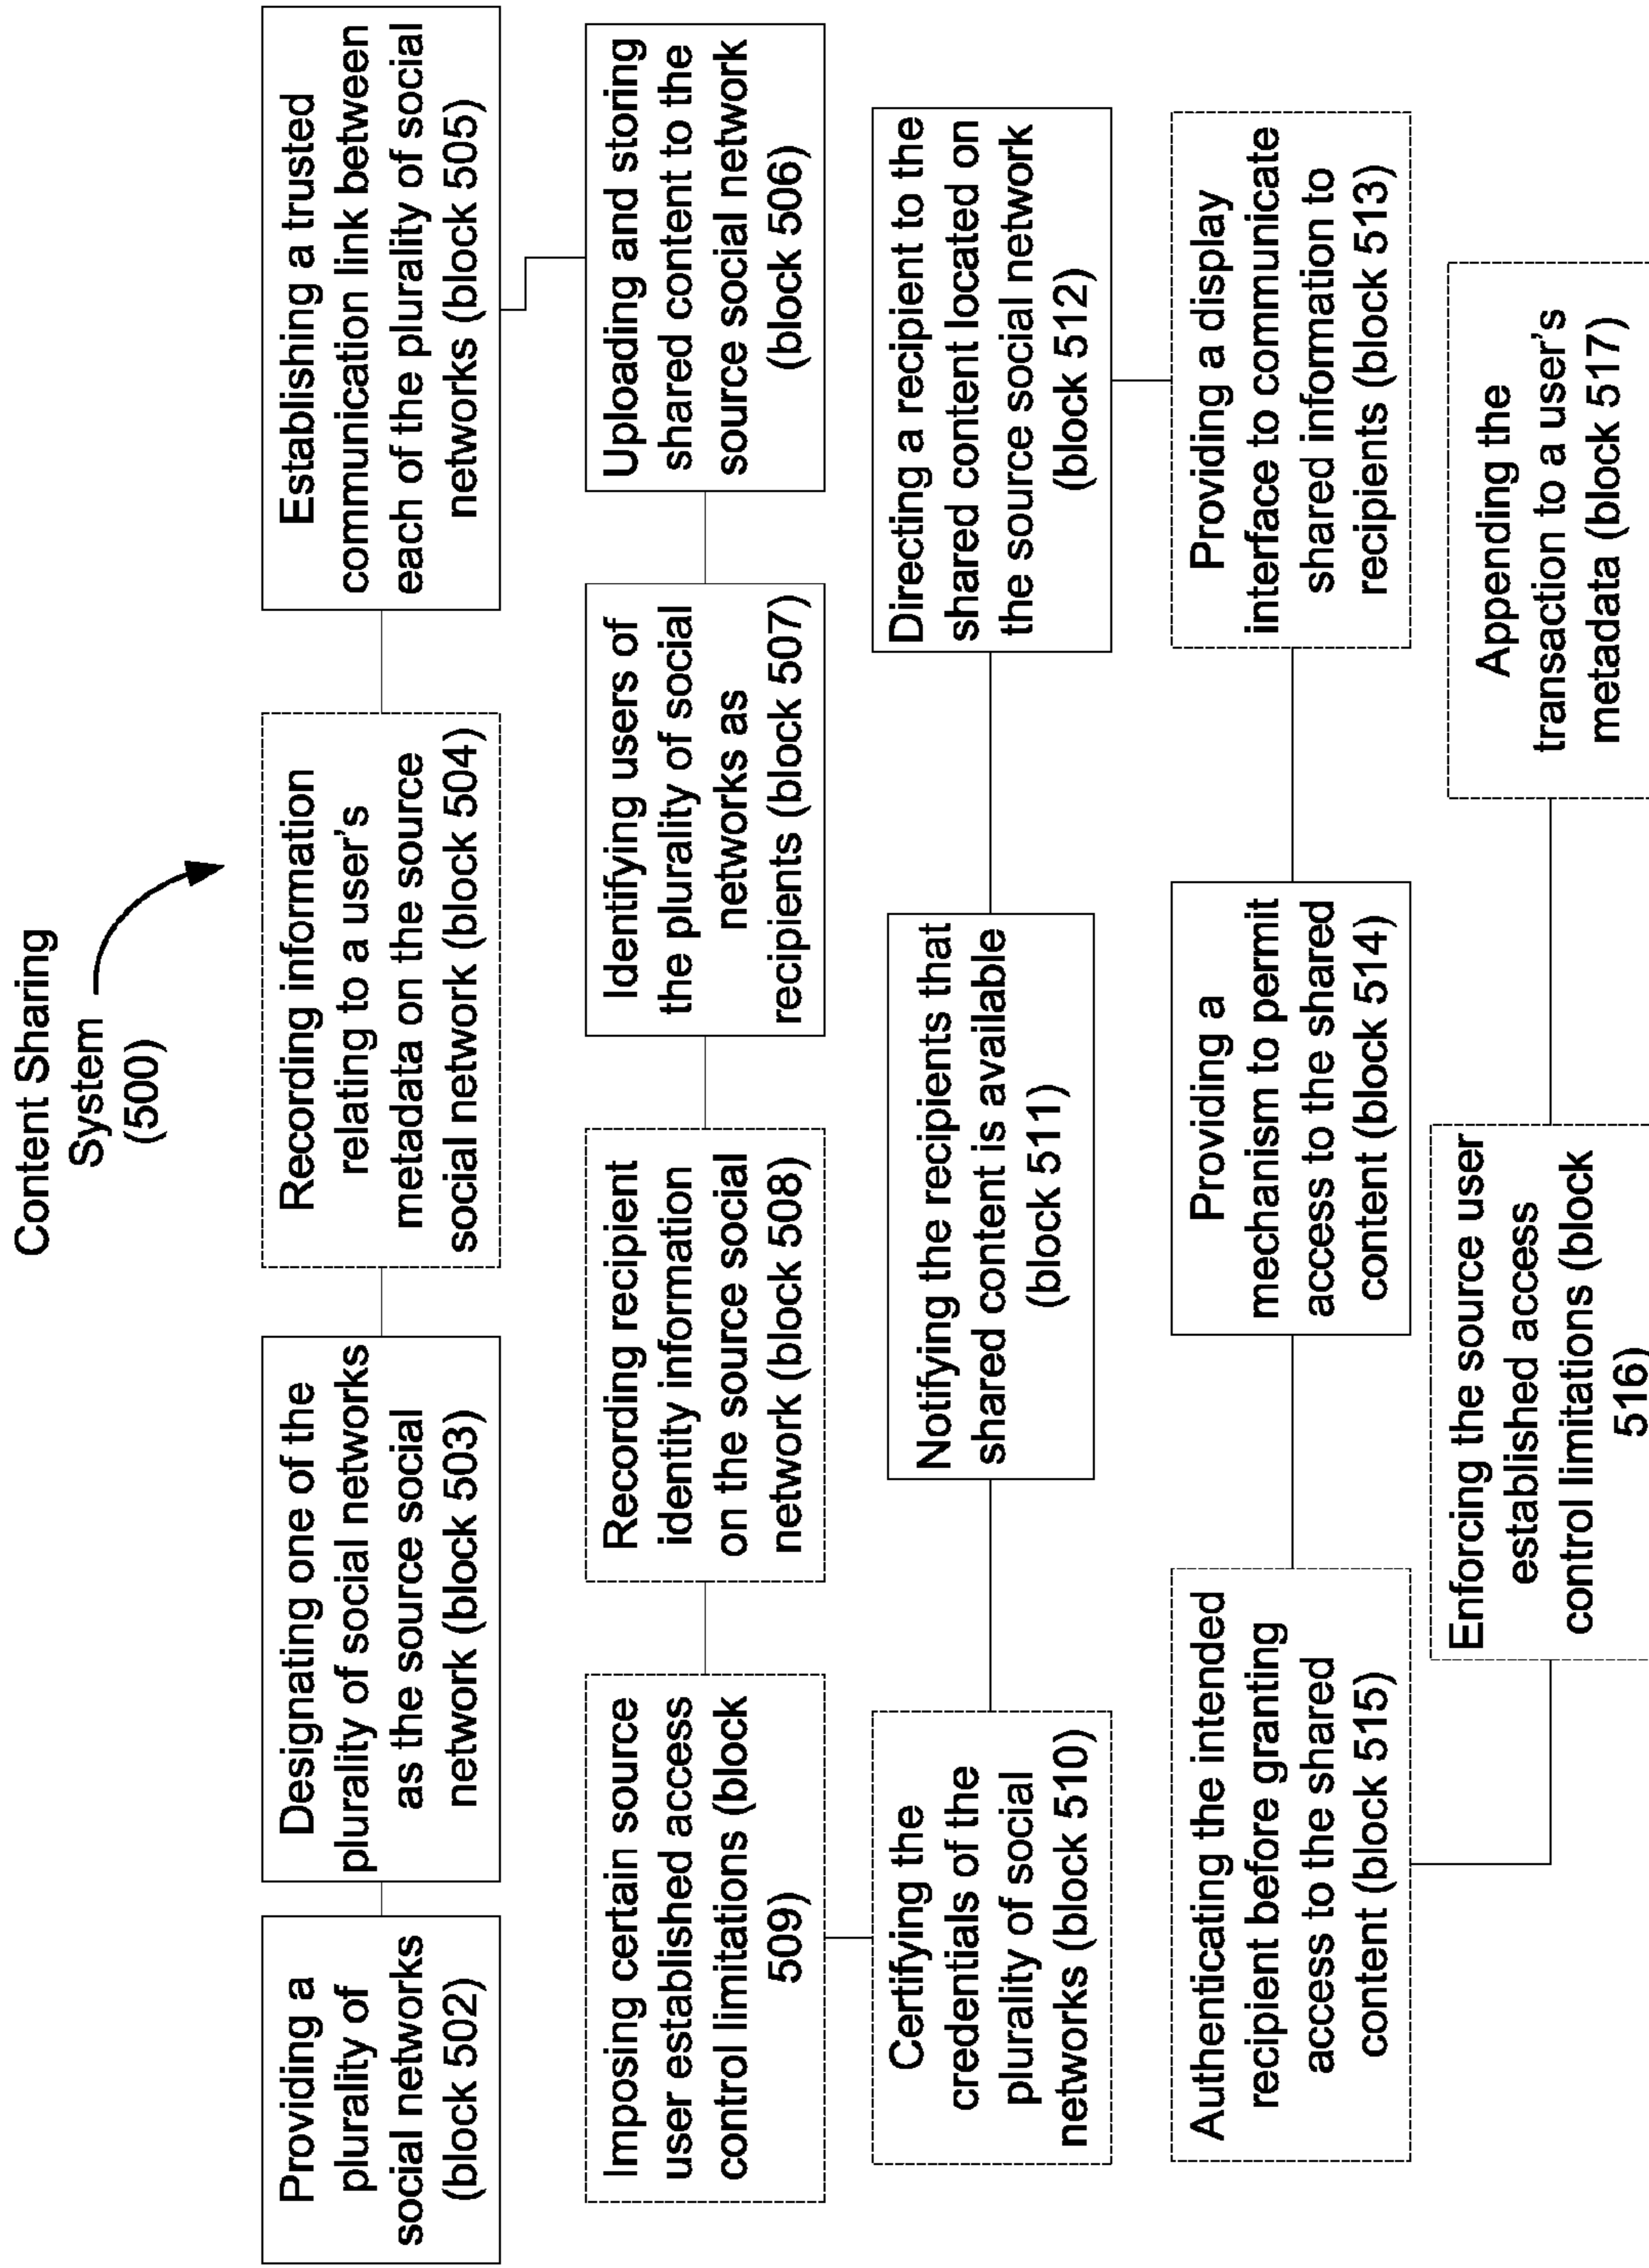 Content Sharing
System
(500)
Providing a
plurality of
social networks
(block 502)
Designating one of the
plurality of social networks
as the source social
network (block 503)
Recording information
relating to a user's
metadata on the source
social network (block 504)
Establishing a trusted
communication link between
each of the plurality of social
networks (block 505)
Uploading and storing
shared content to the
source social network
(block 506)
Identifying users of
the plurality of social
networks as
recipients (block 507)
Recording recipient
identity information
on the source social
network (block 508)
Imposing certain source
user established access
control limitations (block
509)
Certifying the
credentials of the
plurality of social
networks (block 510)
Notifying the recipients that
shared content is available
(block 511)
Directing a recipient to the
shared content located on
the source social network
(block 512)
Providing a display
interface to communicate
shared information to
recipients (block 513)
Providing a
mechanism to permit
access to the shared
content (block 514)
Authenticating the intended
recipient before granting
access to the shared
content (block 515)
Enforcing the source user
established access
control limitations (block
516)
Appending the
transaction to a user's
metadata (block 517)